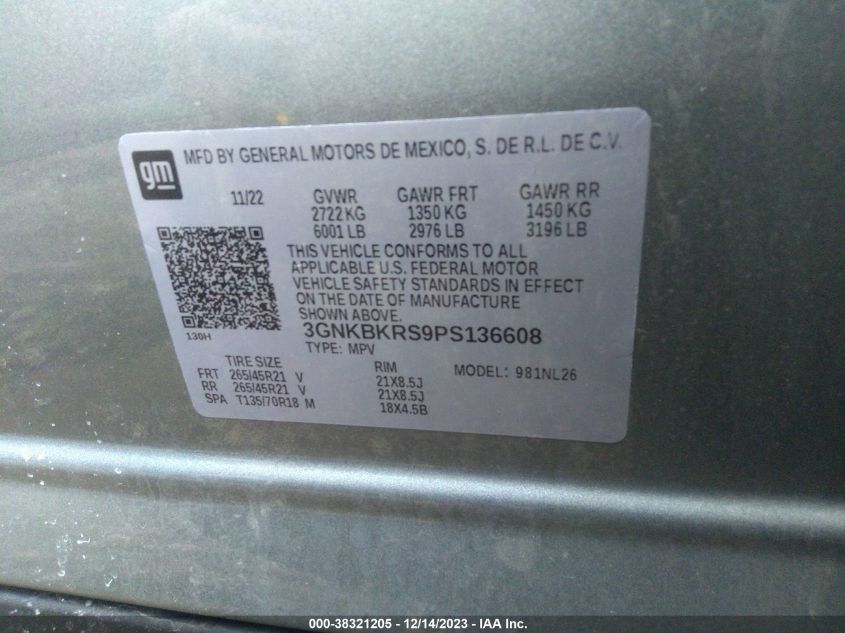 gm
MFD BY GENERAL MOTORS DE MEXICO, S. DE R.L. DE C.V.
11/22 GVWR GAWR FRT GAWR RR
2722 KG 1350 KG 1450 KG
6001 LB 2976 LB 3196 LB
THIS VEHICLE CONFORMS TO ALL
APPLICABLE U.S. FEDERAL MOTOR
VEHICLE SAFETY STANDARDS IN EFFECT
ON THE DATE OF MANUFACTURE
SHOWN ABOVE.
130H
3GNKBKRS9PS136608
TYPE: MPV
TIRE SIZE RIM MODEL: 981NL26
FRT 265/45R21 V 21X8.5J
RR 265/45R21 V 21X8.5J
SPA T135/70R18 M 18X4.5B
000-38321205 - 12/14/2023 - IAA Inc.